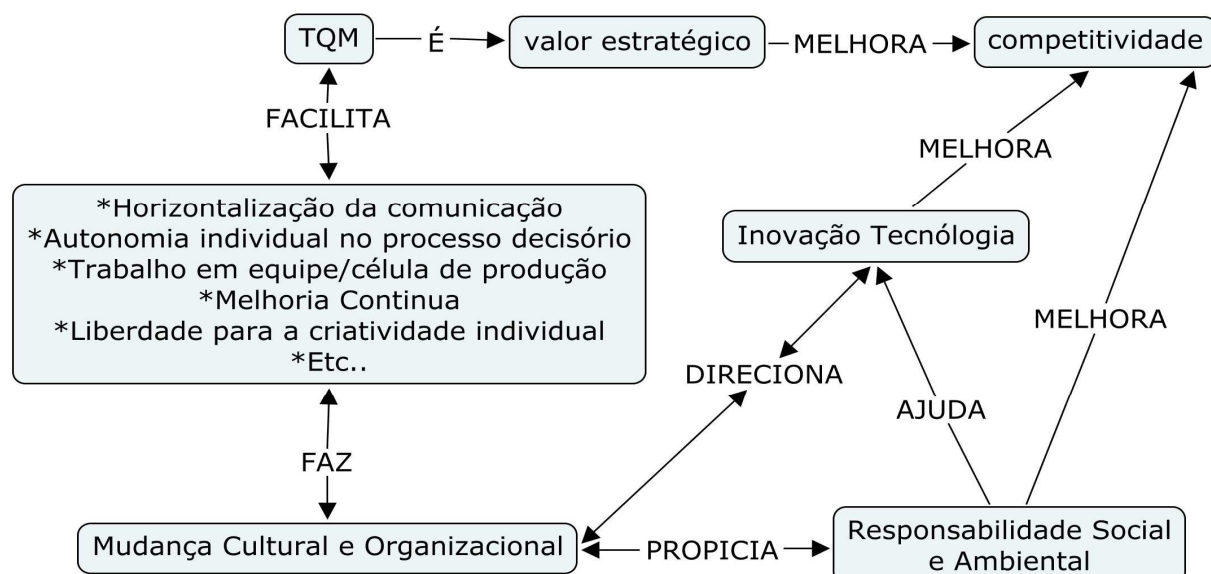 TQM
É
valor estratégico
MELHORA
competitividade
FACILITA
*Horizontalização da comunicação
*Autonomia individual no processo decisório
*Trabalho em equipe/célula de produção
*Melhoria Continua
*Liberdade para a criatividade individual
*Etc..
MELHORA
Inovação Tecnólogia
MELHORA
DIRECIONA
AJUDA
FAZ
Mudança Cultural e Organizacional
PROPICIA
Responsabilidade Social
e Ambiental